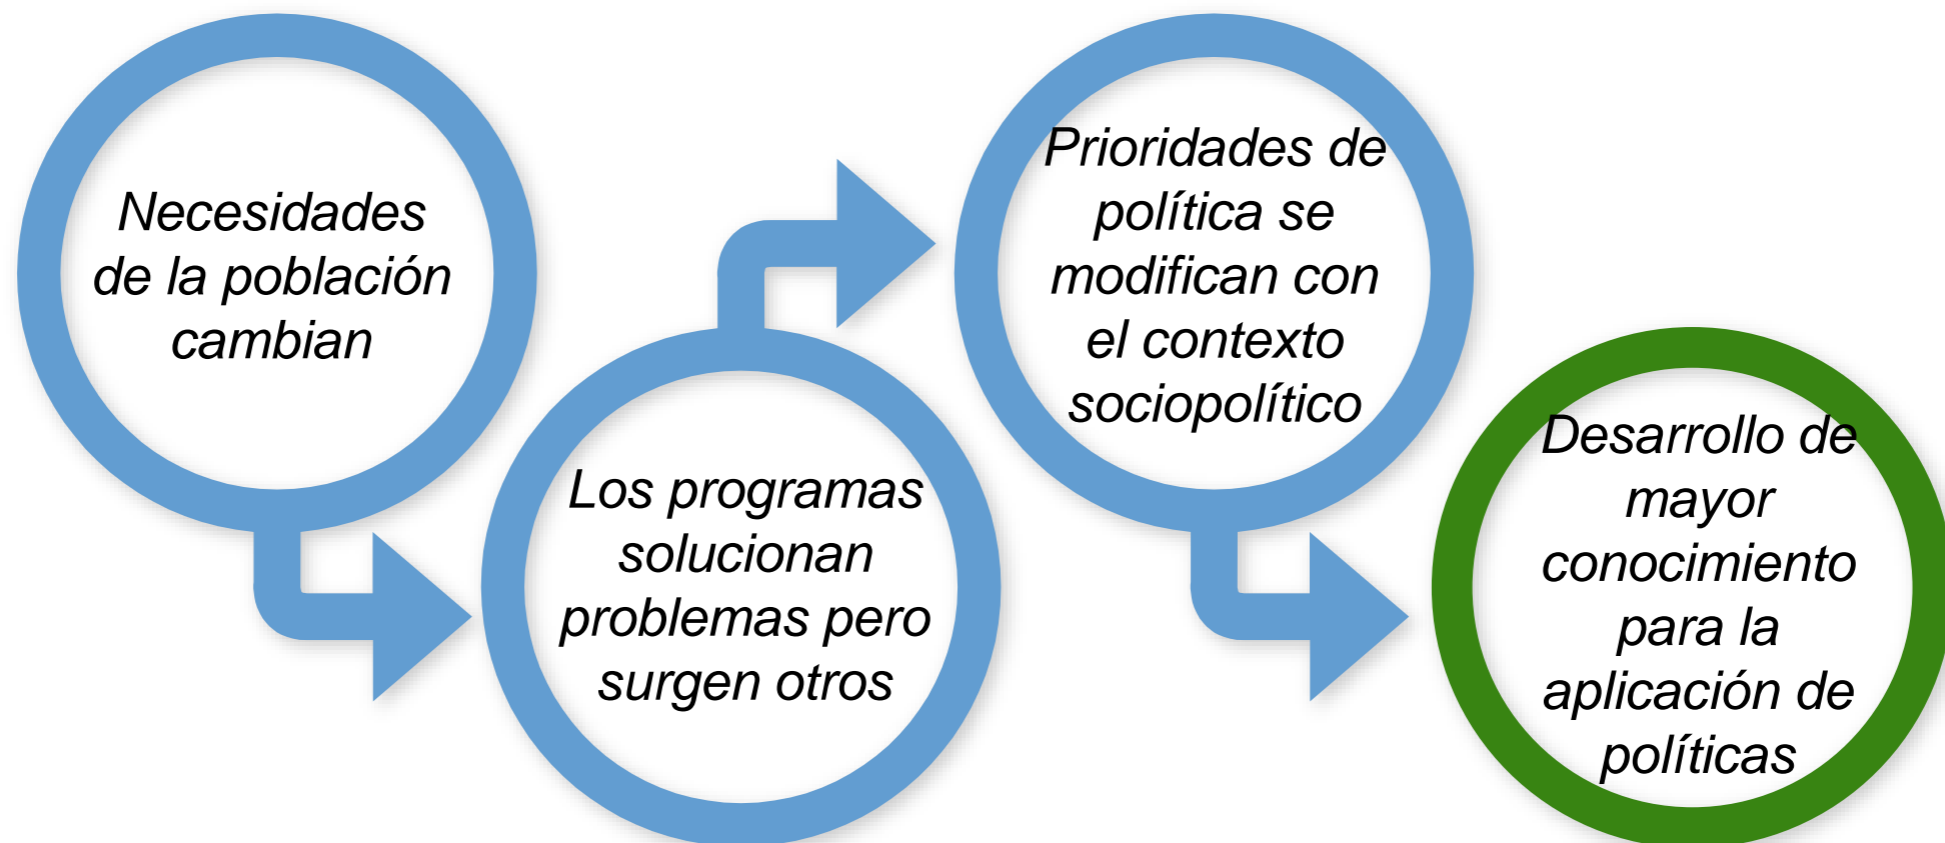 Necesidades
de la población
cambian
Los programas
solucionan
problemas pero
surgen otros
Prioridades de
política se
modifican con
el contexto
sociopolítico
Desarrollo de
mayor
conocimiento
para la
aplicación de
políticas